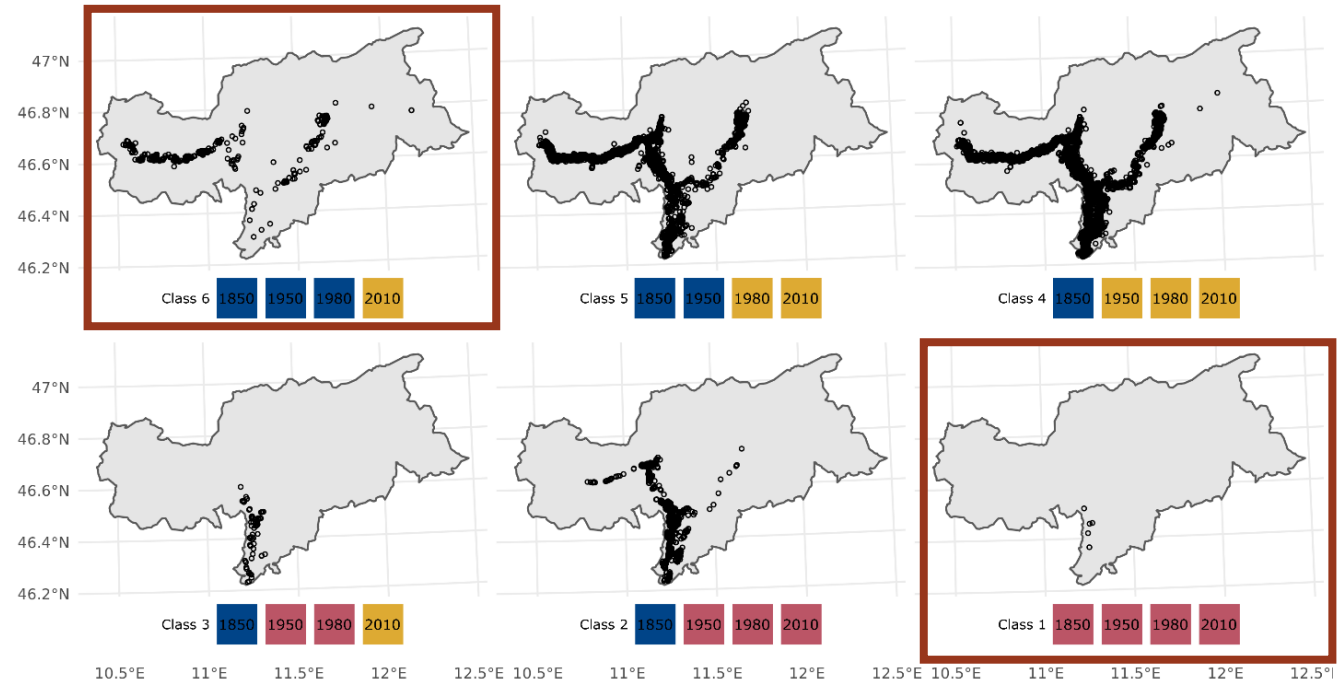 47°N
46.8°N
46.6°N
46.4°N
46.2°N
Class 6 1850 1950 1980 2010
Class 5 1850 1950 1980 2010
Class 4 1850 1950 1980 2010
47°N
46.8°N
46.6°N
46.4°N
46.2°N
Class 3 1850 1950 1980 2010
Class 2 1850 1950 1980 2010
Class 1 1850 1950 1980 2010
10.5°E 11°E 11.5°E 12°E 12.5°E
10.5°E 11°E 11.5°E 12°E 12.5°E
10.5°E 11°E 11.5°E 12°E 12.5°